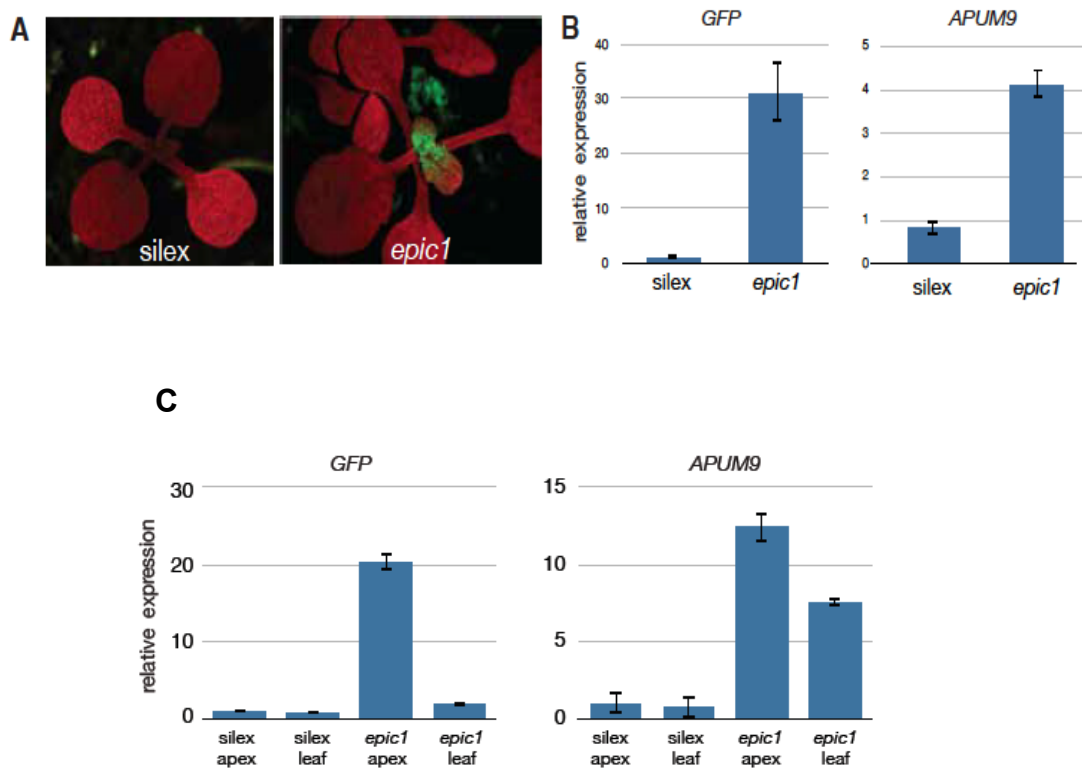 A
silex
epic1
B
GFP
relative expression
40
30
20
10
0
silex
epic1
APUM9
5
4
3
2
1
0
silex
epic1
C
GFP
relative expression
30
20
10
0
silex
apex
silex
leaf
epic1
apex
epic1
leaf
APUM9
15
10
5
0
silex
apex
silex
leaf
epic1
apex
epic1
leaf